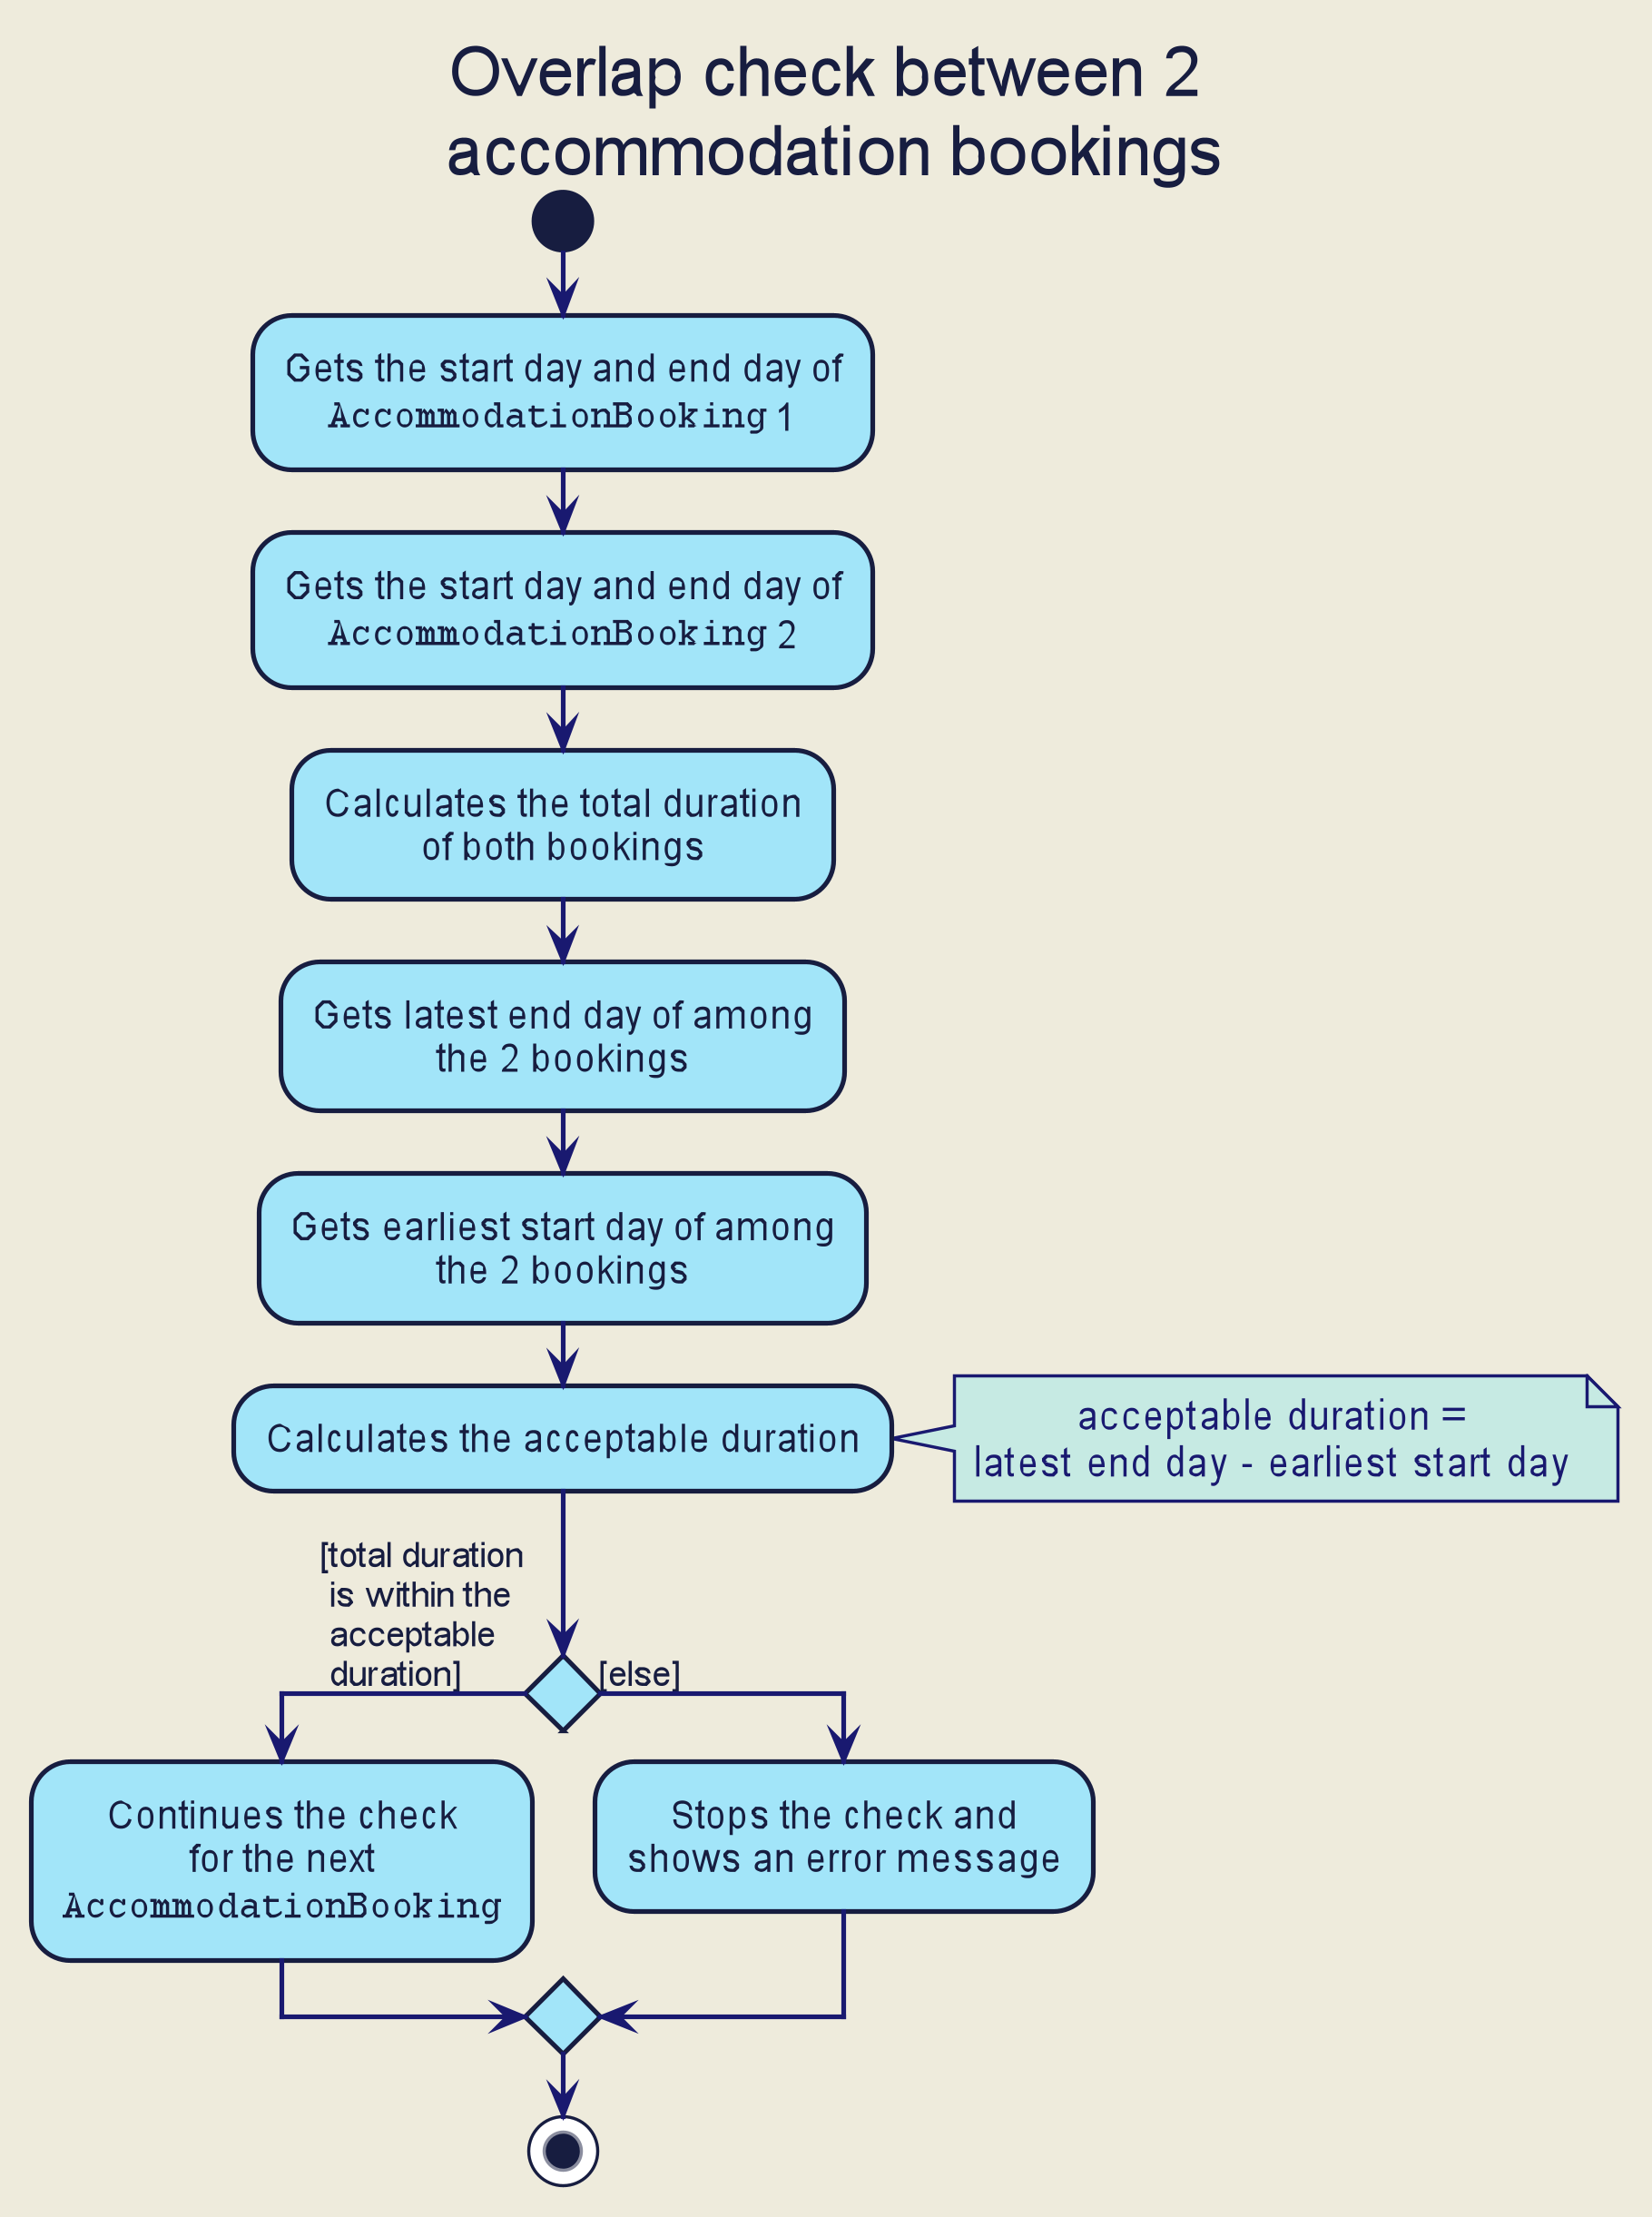 Overlap check between 2
accommodation bookings
Gets the start day and end day of
AccommodationBooking 1
Gets the start day and end day of
AccommodationBooking 2
Calculates the total duration
of both bookings
Gets latest end day of among
the 2 bookings
Gets earliest start day of among
the 2 bookings
Calculates the acceptable duration
acceptable duration =
latest end day - earliest start day
[total duration
is within the
acceptable
duration]
[else]
Continues the check
for the next
AccommodationBooking
Stops the check and
shows an error message